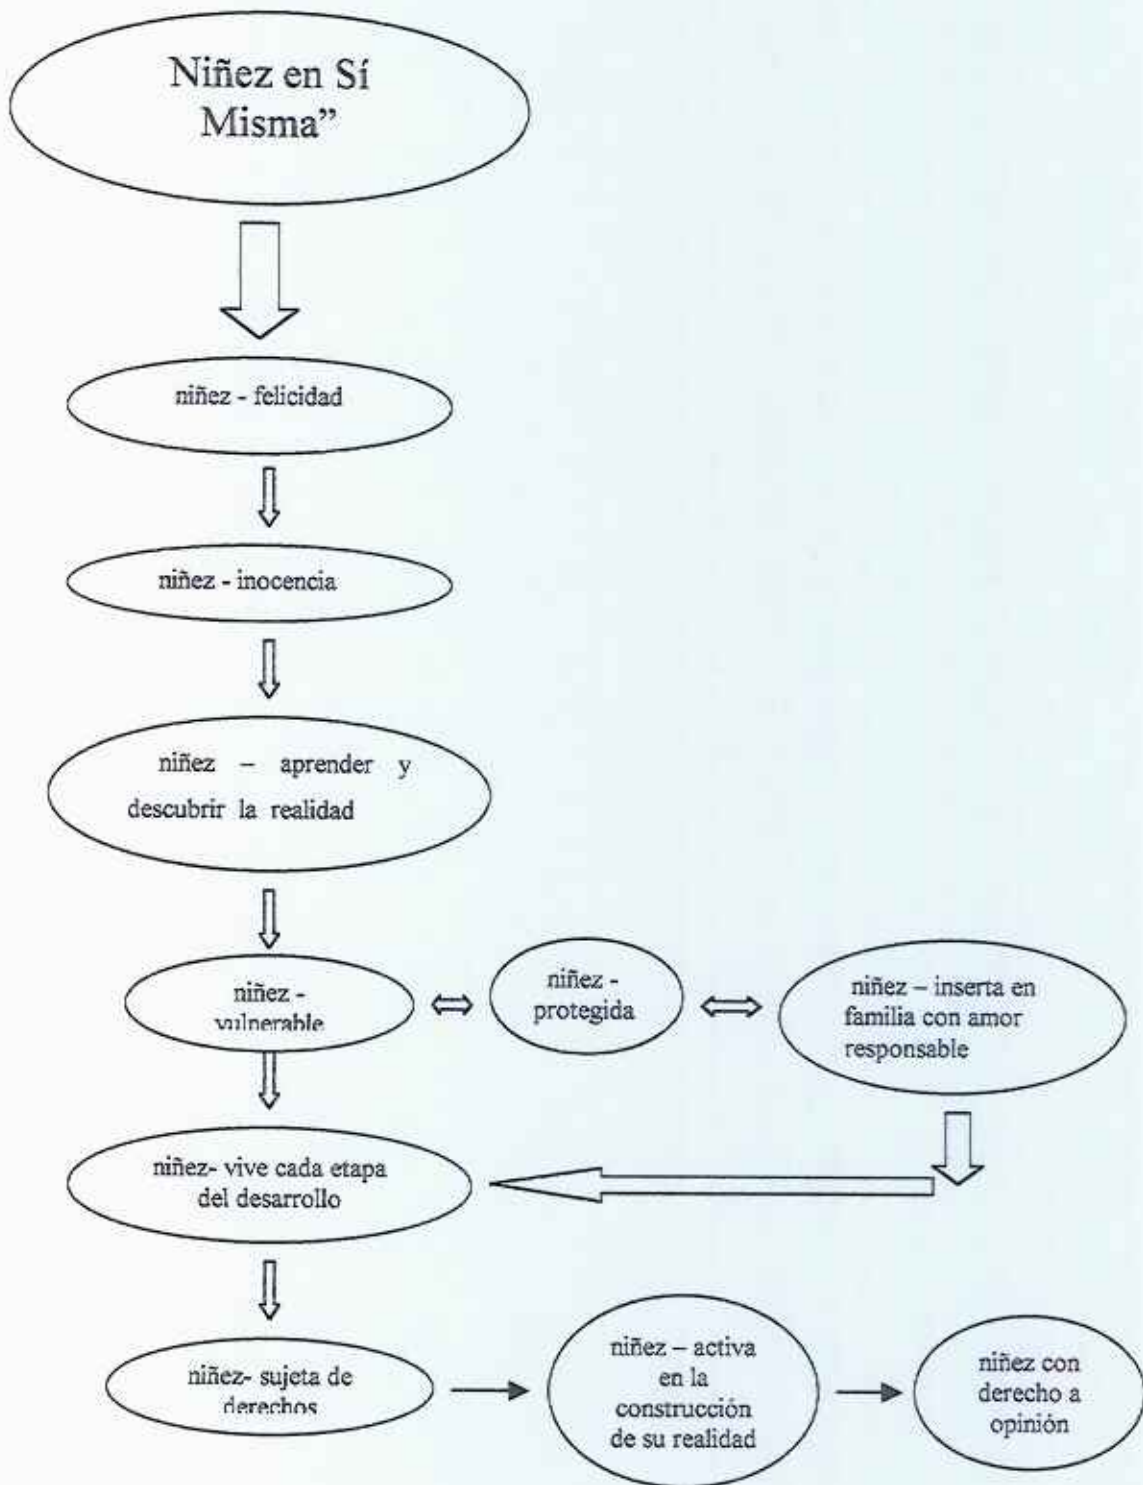 Niñez en Sí
Misma”
niñez - felicidad
niñez - inocencia
niñez – aprender y
descubrir la realidad
niñez -
vulnerable
niñez -
protegida
niñez – inserta en
familia con amor
responsable
niñez- vive cada etapa
del desarrollo
niñez- sujeta de
derechos
niñez – activa
en la
construcción
de su realidad
niñez con
derecho a
opinión